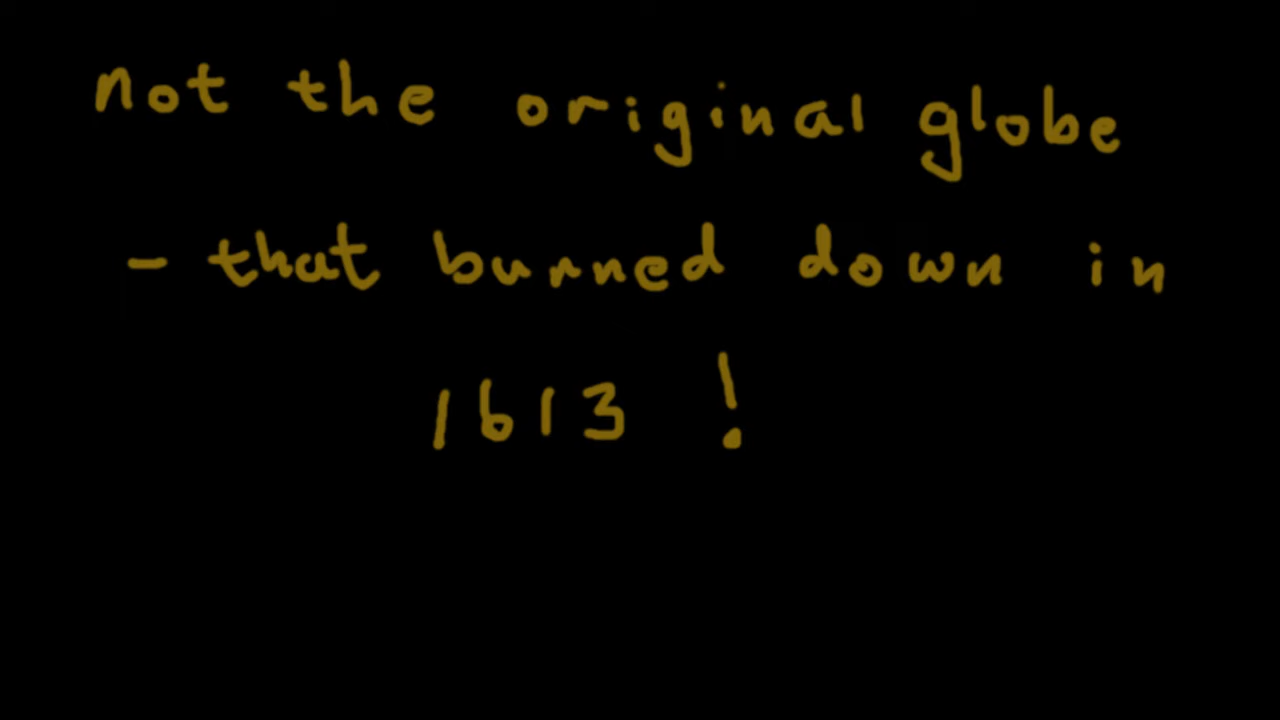 not the original globe
- that burned down in
1613 !